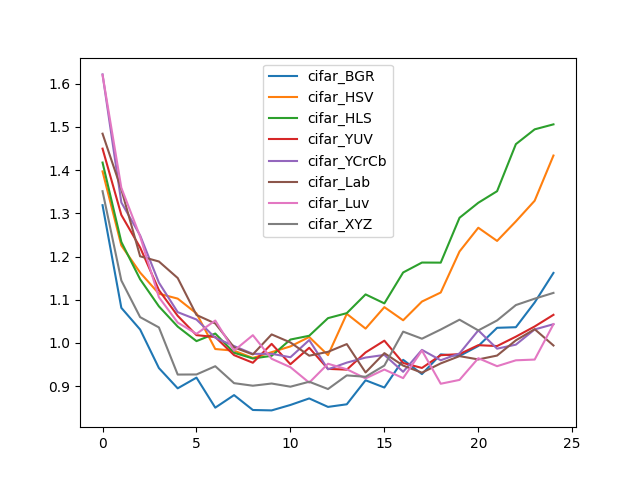 1.6
1.5
1.4
1.3
1.2
1.1
1.0
0.9
cifar_BGR
cifar_HSV
cifar_HLS
cifar_YUV
cifar_YCrCb
cifar_Lab
cifar_Luv
cifar_XYZ
0 5 10 15 20 25